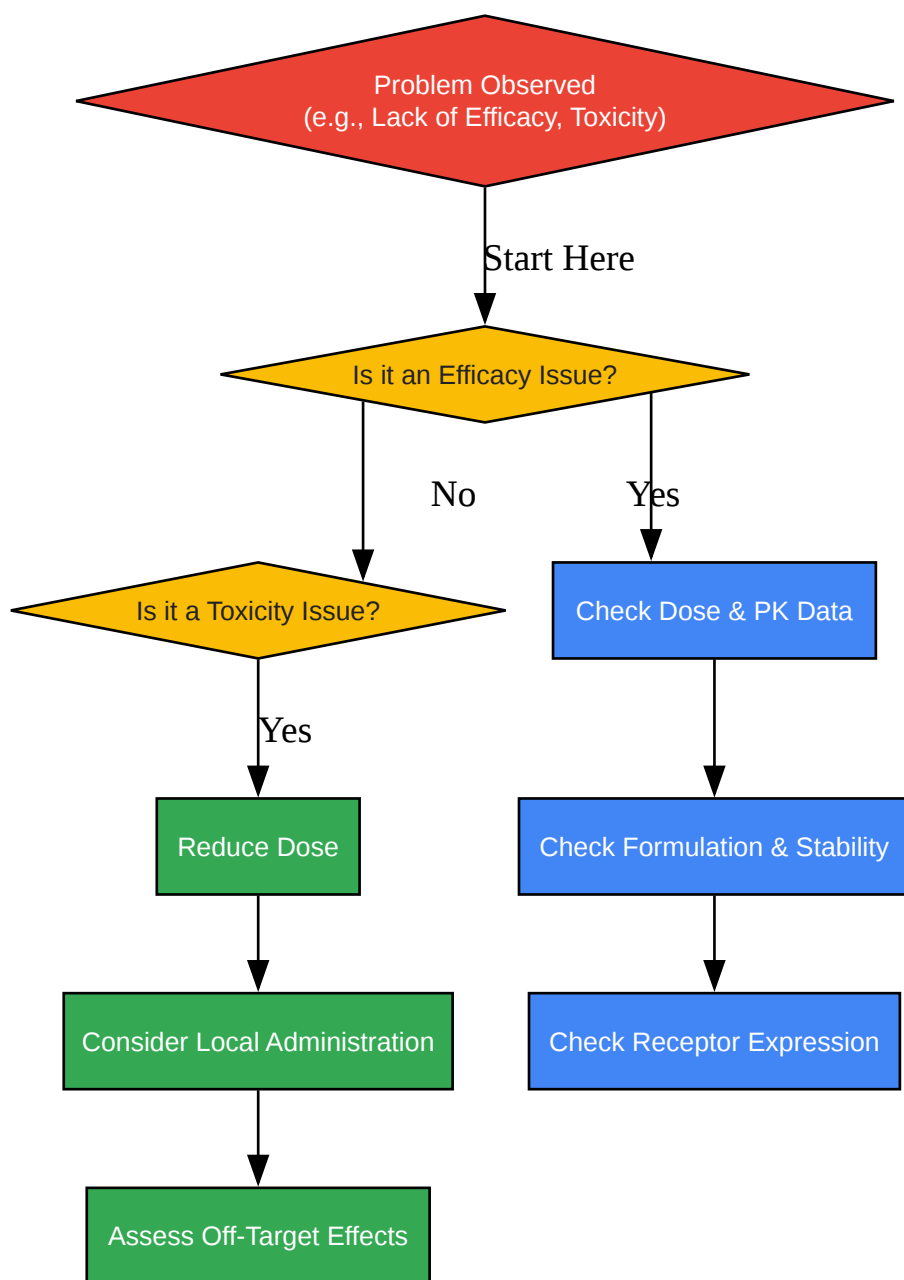 Problem Observed
(e.g., Lack of Efficacy, Toxicity)
Start Here
Is it an Efficacy Issue?
No
Yes
Is it a Toxicity Issue?
Check Dose & PK Data
Yes
Reduce Dose
Check Formulation & Stability
Consider Local Administration
Check Receptor Expression
Assess Off-Target Effects